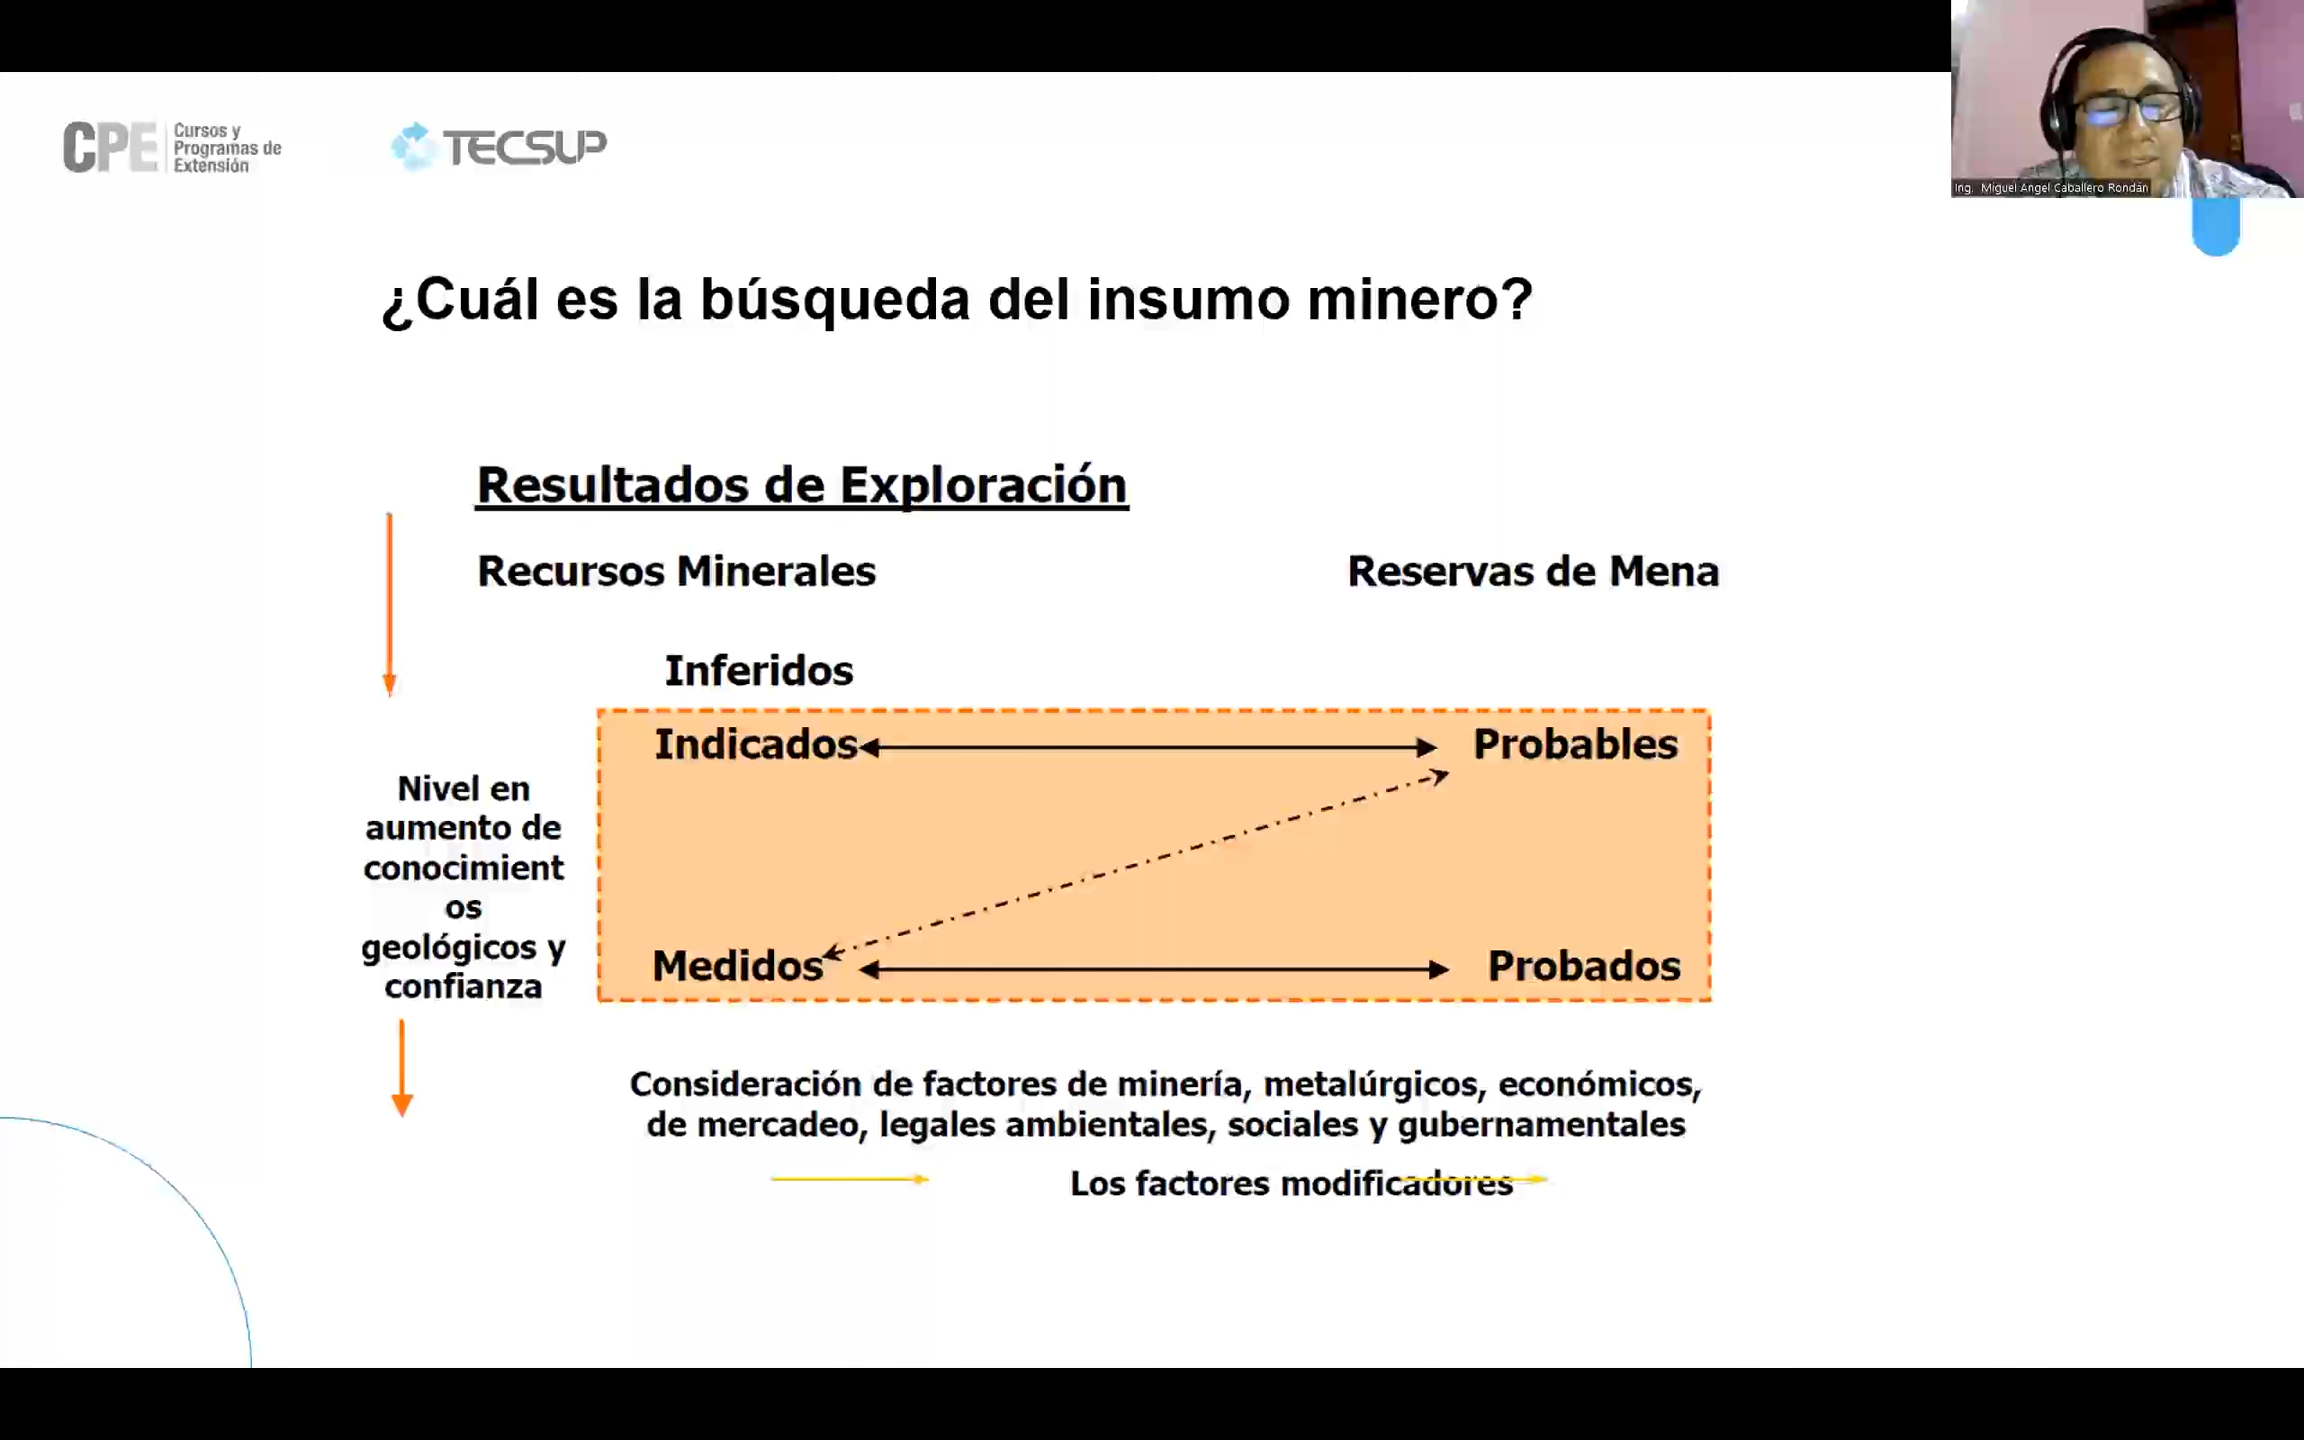 CPE
Cursos y
Programas de
Extensión
TECSUP
Ing. Miguel Angel Caballero Rondán
¿Cuál es la búsqueda del insumo minero?
Resultados de Exploración
Recursos Minerales
Reservas de Mena
Inferidos
Indicados
Probables
Nivel en
aumento de
conocimient
os
geológicos y
confianza
Medidos
Probados
Consideración de factores de minería, metalúrgicos, económicos,
de mercadeo, legales ambientales, sociales y gubernamentales
Los factores modificadores